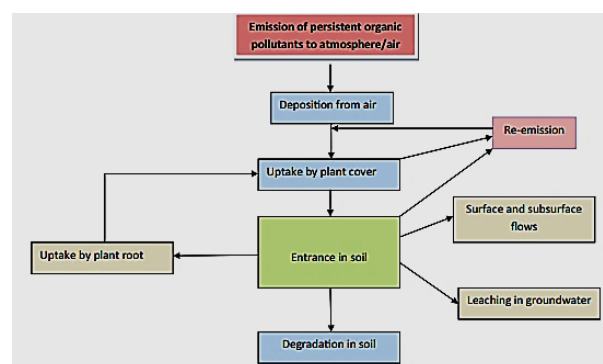 Emission of persistent organic
pollutants to atmosphere/air
Deposition from air
Re-emission
Uptake by plant cover
Surface and subsurface
flows
Uptake by plant root
Entrance in soil
Leaching in groundwater
Degradation in soil